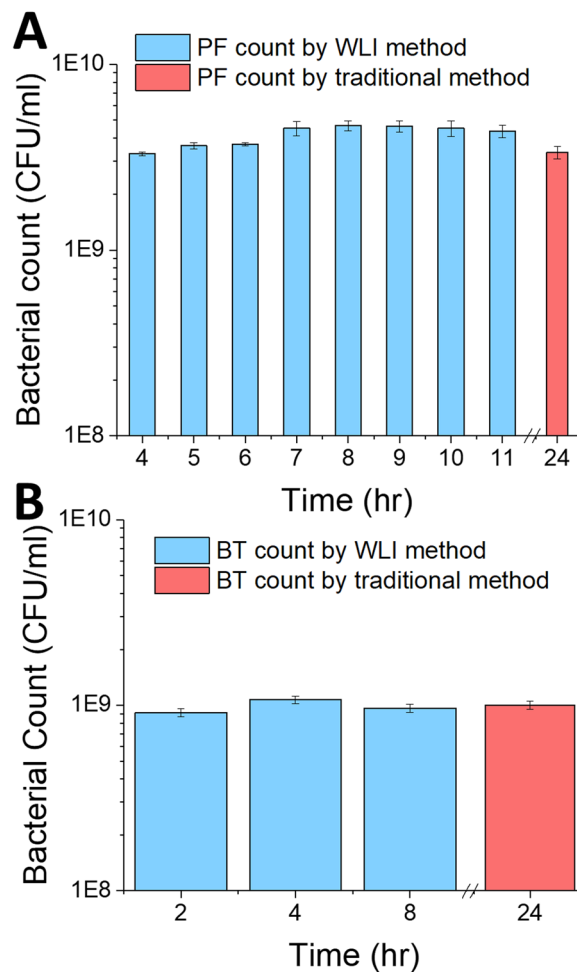 A
PF count by WLI method
PF count by traditional method
1E10
1E9
1E8
Bacterial count (CFU/ml)
4 5 6 7 8 9 10 11 24
Time (hr)
B
BT count by WLI method
BT count by traditional method
1E10
1E9
1E8
Bacterial Count (CFU/ml)
2 4 8 24
Time (hr)